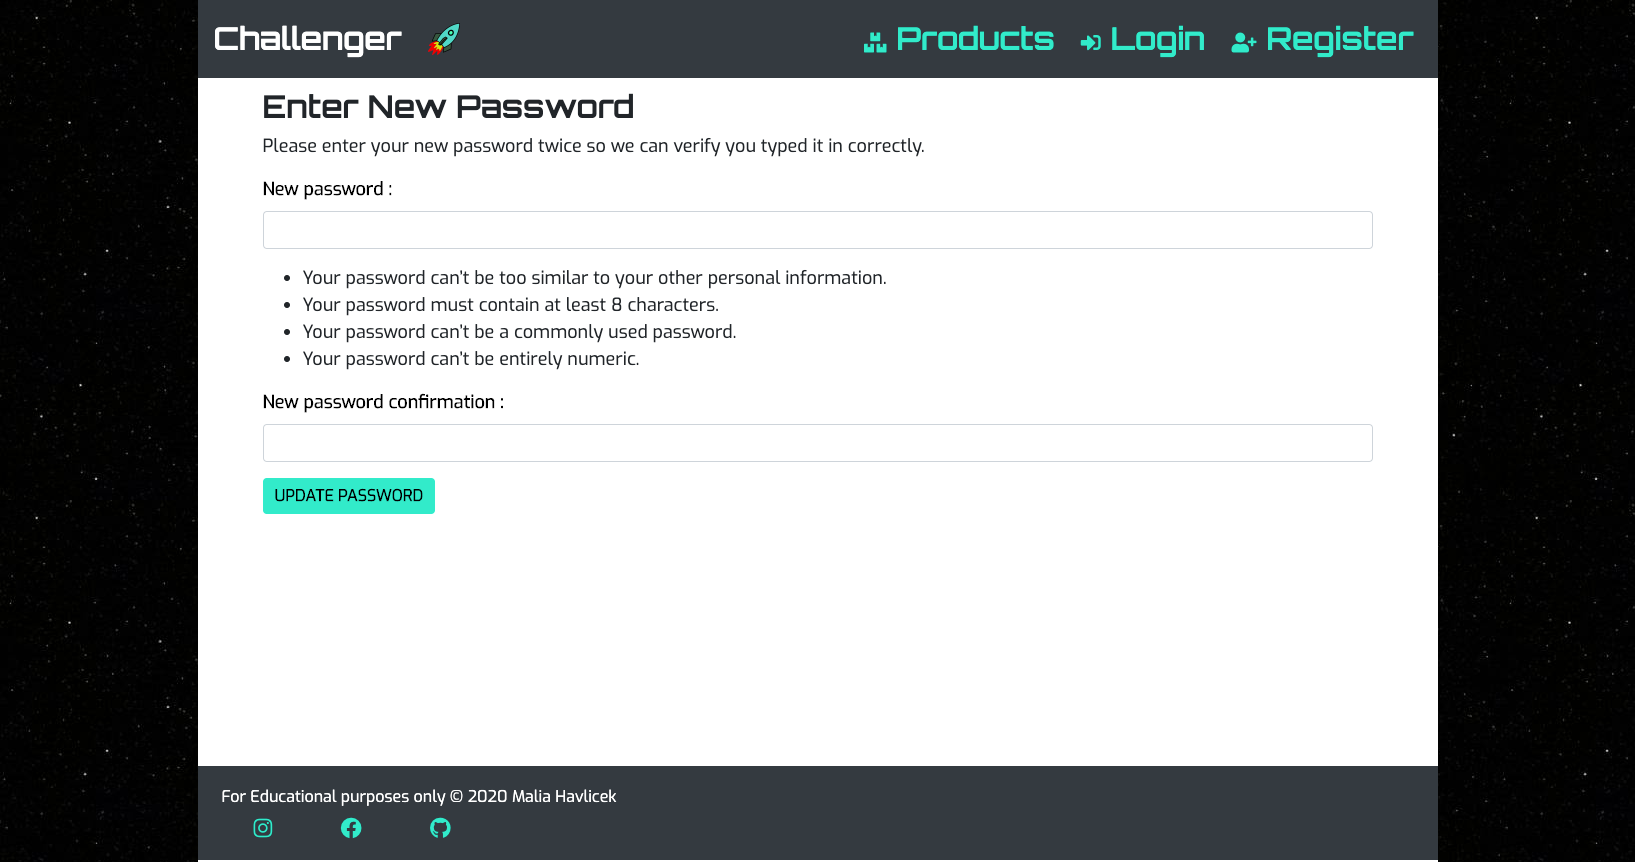 Challenger
Products Login Register
Enter New Password
Please enter your new password twice so we can verify you typed it in correctly.
New password :
Your password can't be too similar to your other personal information.
Your password must contain at least 8 characters.
Your password can't be a commonly used password.
Your password can't be entirely numeric.
New password confirmation :
UPDATE PASSWORD
For Educational purposes only © 2020 Malia Havlicek